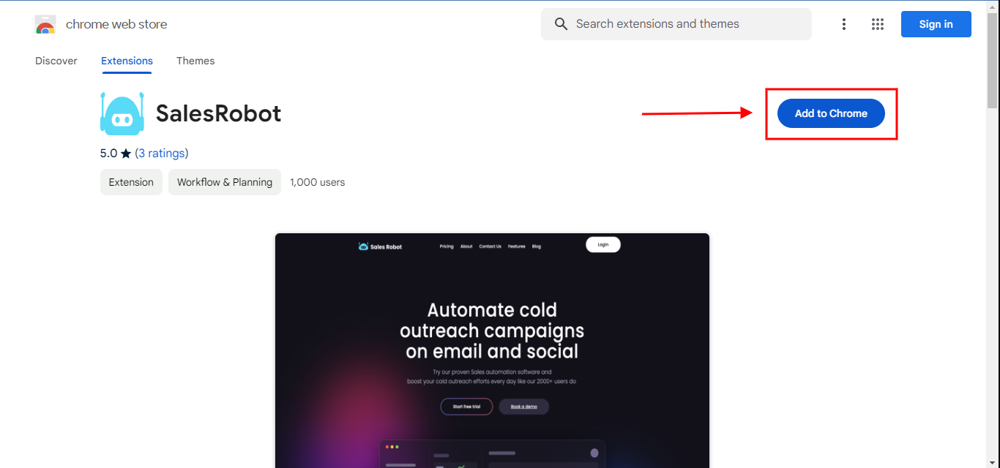 chrome web store
Search extensions and themes
Sign in
Discover
Extensions
Themes
SalesRobot
Add to Chrome
5.0 ★ (3 ratings)
Extension
Workflow & Planning
1,000 users
Sales Robot
Pricing
About
Contact Us
Features
Blog
Login
Automate cold
outreach campaigns
on email and social
Try our proven Sales automation software and
boost your cold outreach efforts every day like our 2000+ users do
Start free trial
Book a demo